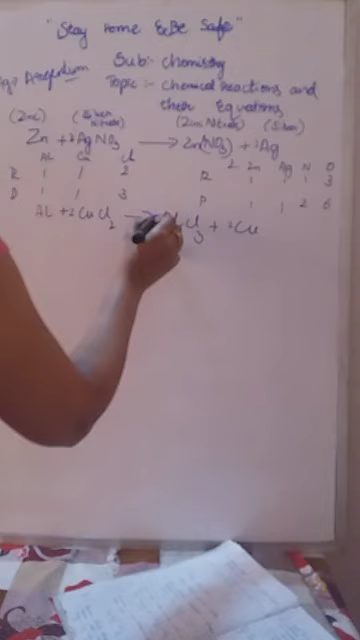 "Stay Home & Be Safe"
Sub:- Chemistry
Topic:- Chemical Reactions and
their Equations
(Zinc) (Silver Nitrate) (Zinc Nitrate) (Silver)
Zn + 2AgNO3 → Zn(NO3)2 + 2Ag
Al Cu Cl
R 1 1 2
P 1 1 3
Zn Ag N O
R 1 1 1 3
P 1 1 2 6
AL + 2CuCl2 → Cl3 + 2Cu